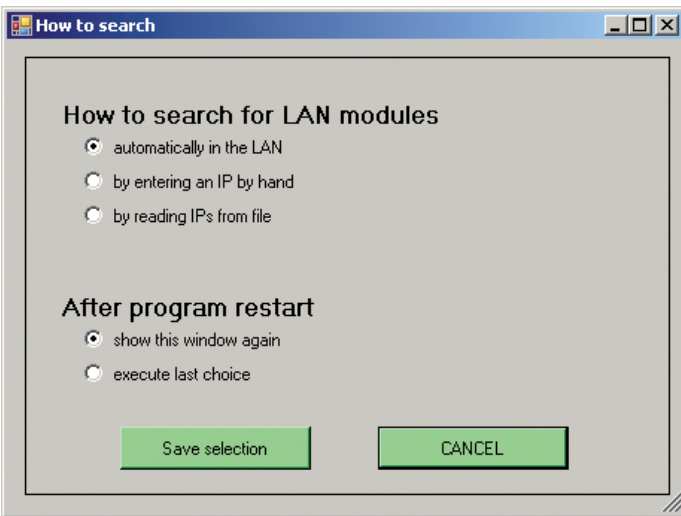 How to search
How to search for LAN modules
automatically in the LAN
by entering an IP by hand
by reading IPs from file
After program restart
show this window again
execute last choice
Save selection
CANCEL